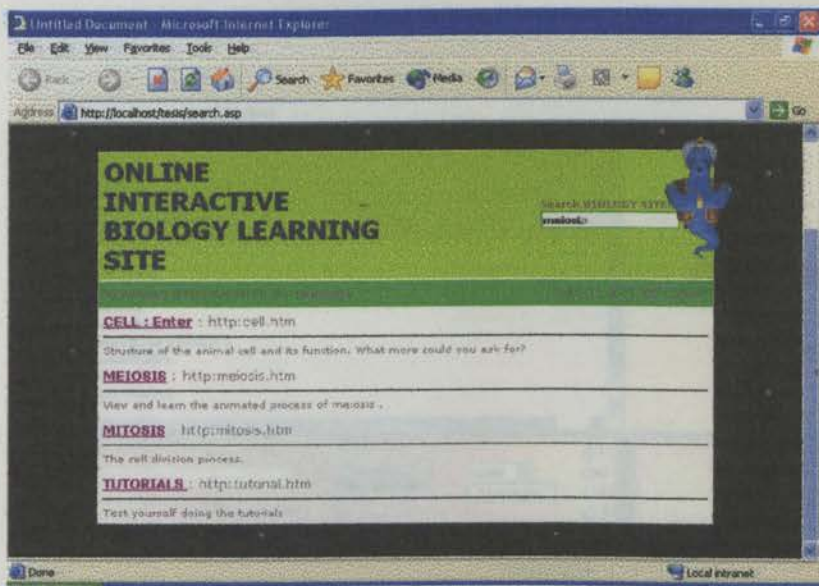 Untitled Document - Microsoft Internet Explorer
File Edit View Favorites Tools Help
Back Search Favorites Media
Address http://localhost/tesis/search.asp Go
ONLINE
INTERACTIVE
BIOLOGY LEARNING
SITE
Search BIOLOGY SITE
meiosis
CELL : Enter : http:cell.htm
Structure of the animal cell and its function. What more could you ask for?
MEIOSIS : http:meiosis.htm
View and learn the animated process of meiosis .
MITOSIS : http:mitosis.htm
The cell division process.
TUTORIALS : http:tutorial.htm
Test yourself doing the tutorials
Done Local intranet